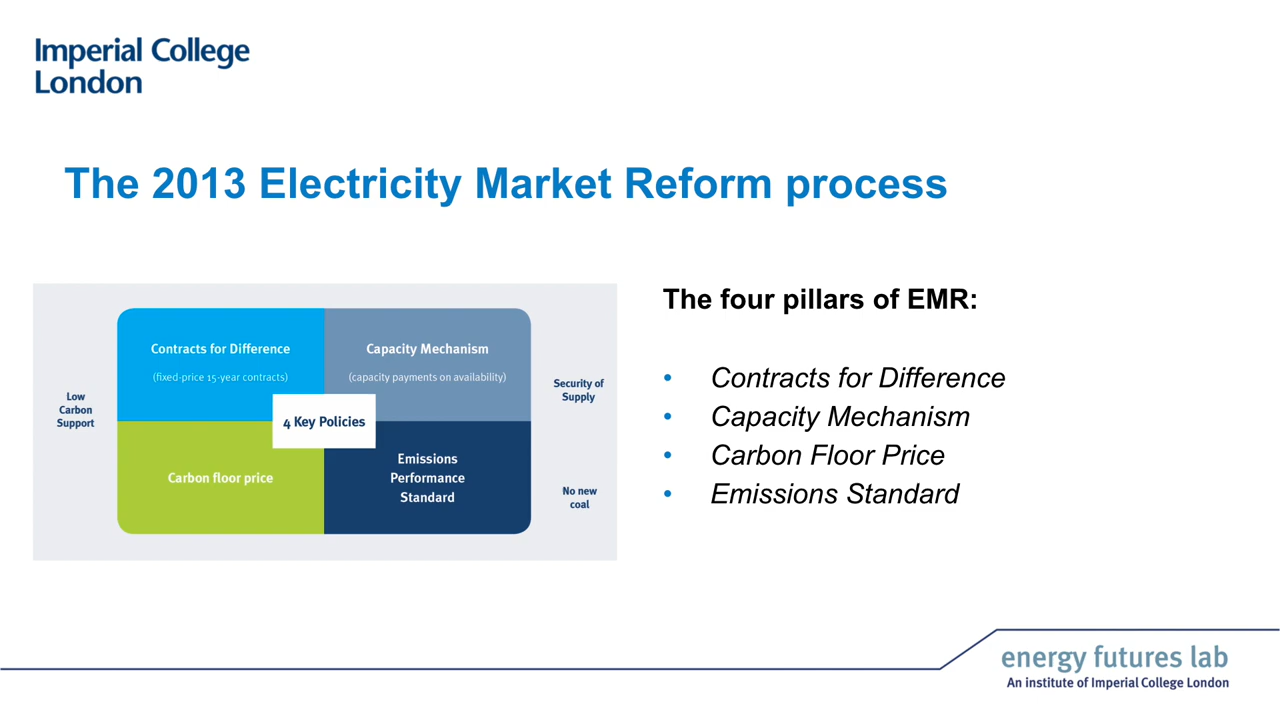 Imperial College
London
The 2013 Electricity Market Reform process
Contracts for Difference
(fixed-price 15-year contracts)
Capacity Mechanism
(capacity payments on availability)
Low
Carbon
Support
Security of
Supply
4 Key Policies
Carbon floor price
Emissions
Performance
Standard
No new
coal
The four pillars of EMR:
• Contracts for Difference
• Capacity Mechanism
• Carbon Floor Price
• Emissions Standard
energy futures lab
An institute of Imperial College London